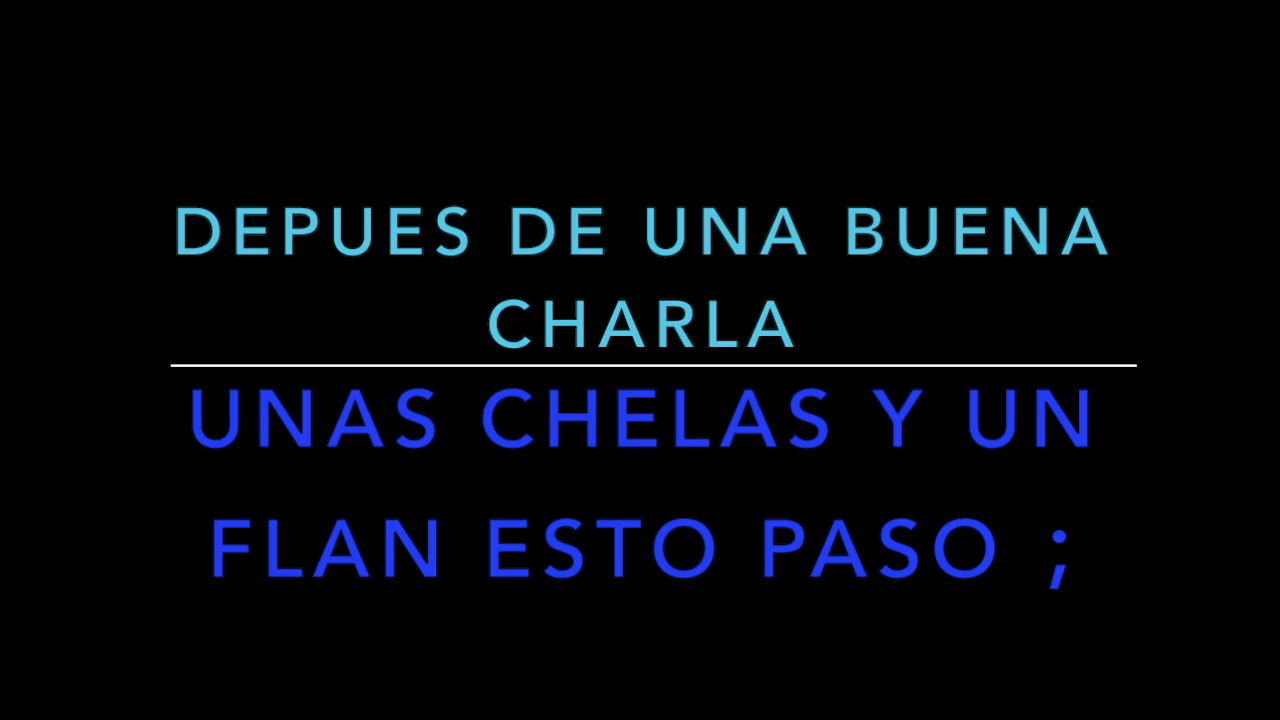 DEPUES DE UNA BUENA
CHARLA
UNAS CHELAS Y UN
FLAN ESTO PASO ;